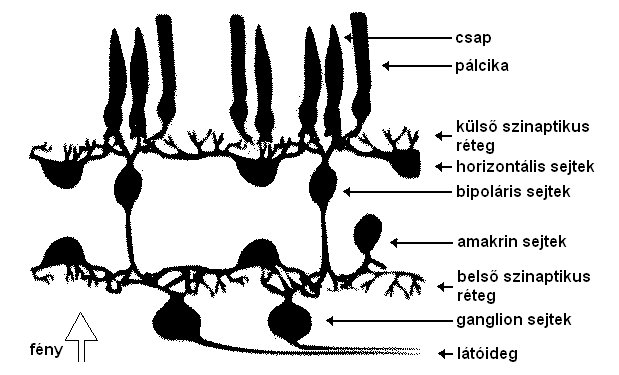 csap
pálcika
külső szinaptikus
réteg
horizontális sejtek
bipoláris sejtek
amakrin sejtek
belső szinaptikus
réteg
ganglion sejtek
látóideg
fény